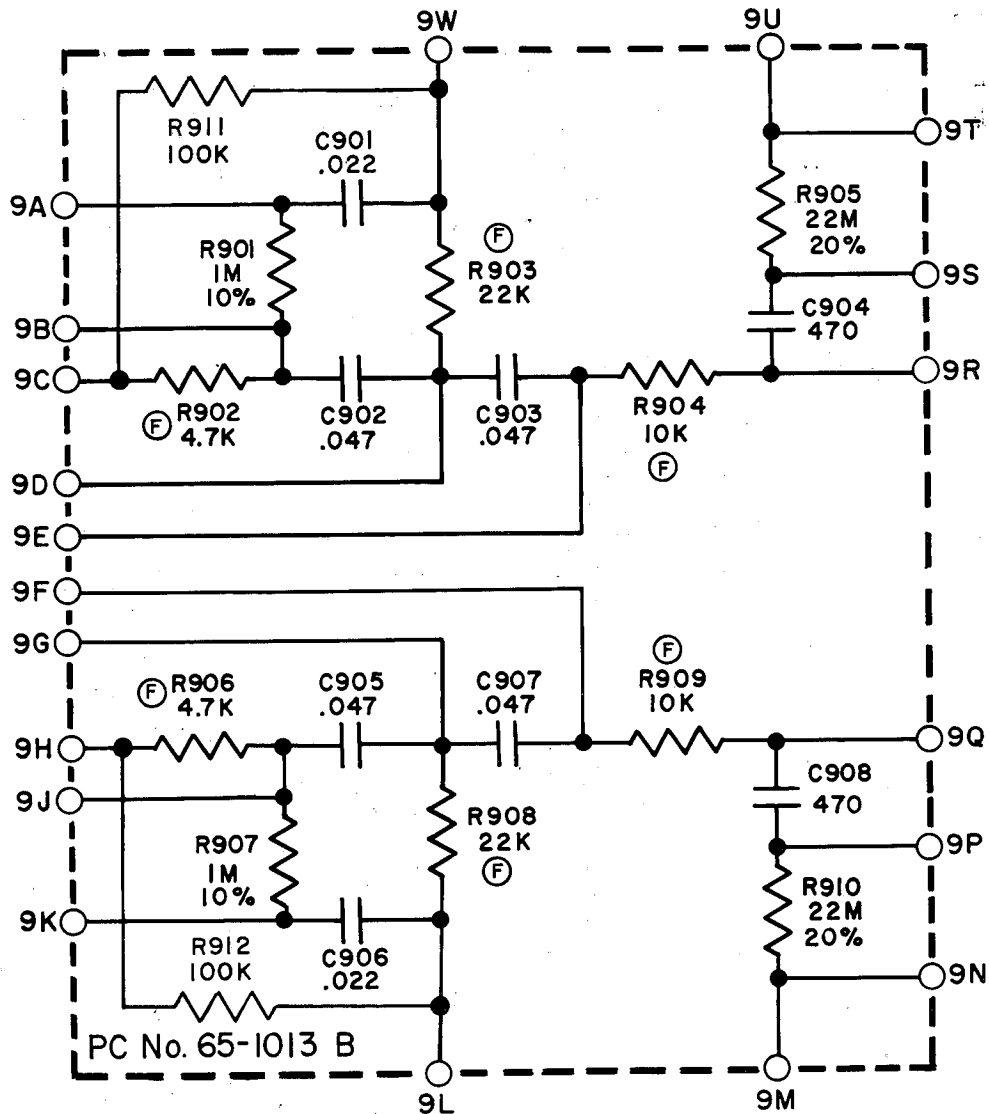 9W
9U
R911
100K
C901
.022
9T
9A
R905
22M
20%
R901
1M
10%
Ⓕ
R903
22K
9S
9B
C904
470
9C
9R
Ⓕ R902
4.7K
C902
.047
C903
.047
R904
10K
Ⓕ
9D
9E
9F
9G
Ⓕ R906
4.7K
C905
.047
C907
.047
Ⓕ
R909
10K
9H
9Q
9J
C908
470
R907
1M
10%
R908
22K
Ⓕ
9P
R910
22M
20%
9K
R912
100K
C906
.022
9N
PC No. 65-1013 B
9L
9M